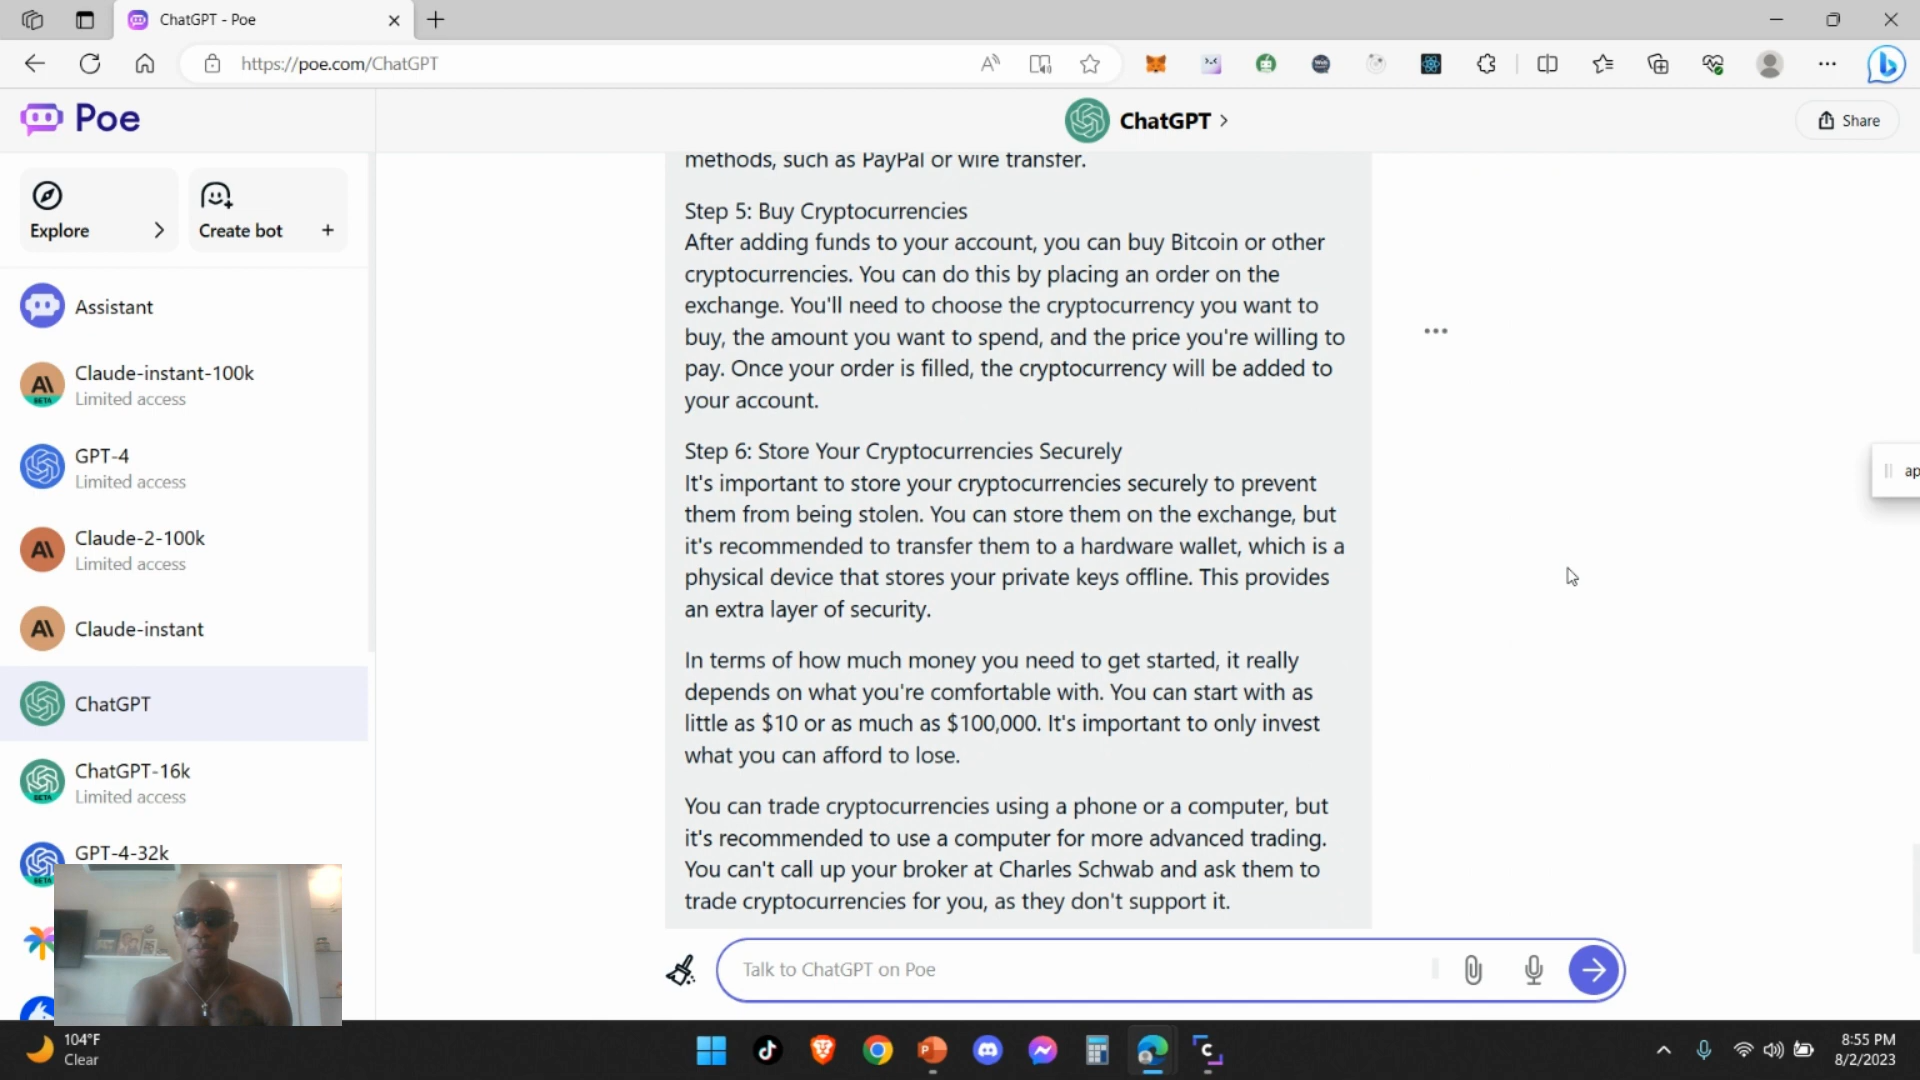 ChatGPT - Poe
https://poe.com/ChatGPT
Poe
ChatGPT
Share
Explore
Create bot
Assistant
Claude-instant-100k
Limited access
GPT-4
Limited access
Claude-2-100k
Limited access
Claude-instant
ChatGPT
ChatGPT-16k
Limited access
GPT-4-32k
methods, such as PayPal or wire transfer.
Step 5: Buy Cryptocurrencies
After adding funds to your account, you can buy Bitcoin or other
cryptocurrencies. You can do this by placing an order on the
exchange. You'll need to choose the cryptocurrency you want to
buy, the amount you want to spend, and the price you're willing to
pay. Once your order is filled, the cryptocurrency will be added to
your account.
Step 6: Store Your Cryptocurrencies Securely
It's important to store your cryptocurrencies securely to prevent
them from being stolen. You can store them on the exchange, but
it's recommended to transfer them to a hardware wallet, which is a
physical device that stores your private keys offline. This provides
an extra layer of security.
In terms of how much money you need to get started, it really
depends on what you're comfortable with. You can start with as
little as $10 or as much as $100,000. It's important to only invest
what you can afford to lose.
You can trade cryptocurrencies using a phone or a computer, but
it's recommended to use a computer for more advanced trading.
You can't call up your broker at Charles Schwab and ask them to
trade cryptocurrencies for you, as they don't support it.
ap
Talk to ChatGPT on Poe
104°F
Clear
8:55 PM
8/2/2023